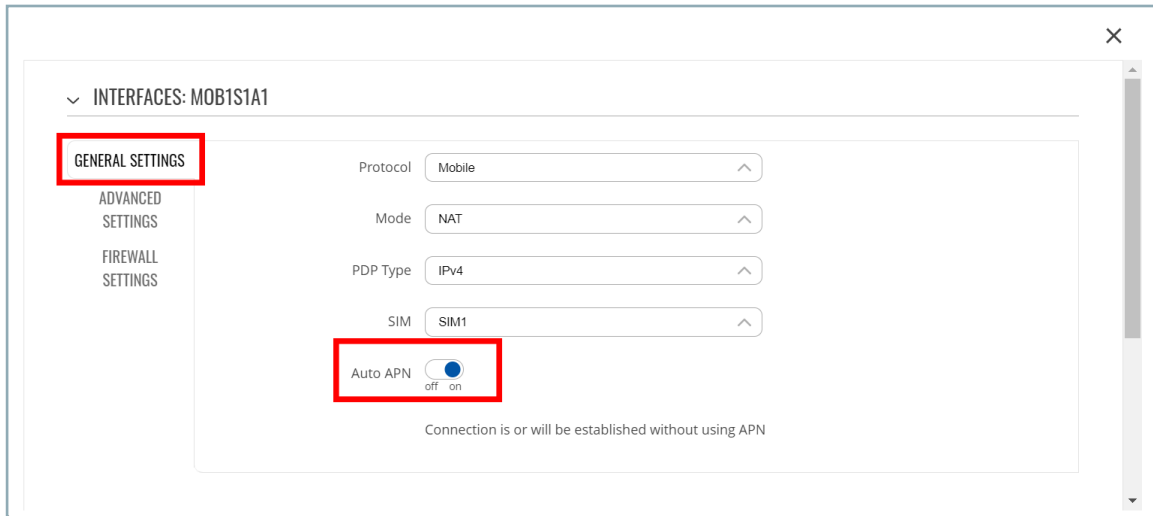 INTERFACES: MOB1S1A1
GENERAL SETTINGS
ADVANCED
SETTINGS
FIREWALL
SETTINGS
Protocol Mobile
Mode NAT
PDP Type IPv4
SIM SIM1
Auto APN
off on
Connection is or will be established without using APN